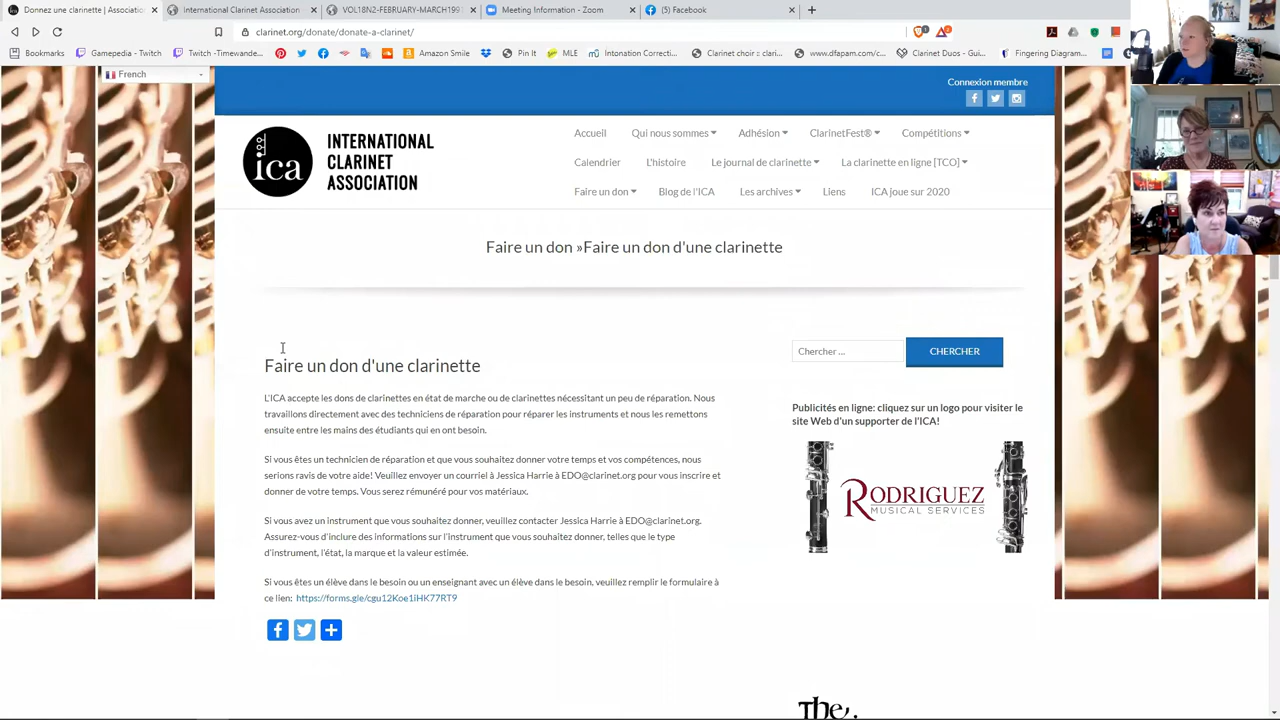 Donnez une clarinette | Associati
International Clarinet Association
VOL18N2-FEBRUARY-MARCH199
Meeting Information - Zoom
(5) Facebook
clarinet.org/donate/donate-a-clarinet/
Bookmarks
Gamepedia - Twitch
Twitch -Timewande...
Amazon Smile
Pin It
MLE
Intonation Correcti...
Clarinet choir :: clari...
www.dfapam.com/c...
Clarinet Duos - Gui...
Fingering Diagram...
French
Connexion membre
ica
INTERNATIONAL
CLARINET
ASSOCIATION
Accueil Qui nous sommes Adhésion ClarinetFest® Compétitions
Calendrier L'histoire Le journal de clarinette La clarinette en ligne [TCO]
Faire un don Blog de l'ICA Les archives Liens ICA joue sur 2020
Faire un don »Faire un don d'une clarinette
Faire un don d'une clarinette
L'ICA accepte les dons de clarinettes en état de marche ou de clarinettes nécessitant un peu de réparation. Nous
travaillons directement avec des techniciens de réparation pour réparer les instruments et nous les remettons
ensuite entre les mains des étudiants qui en ont besoin.
Si vous êtes un technicien de réparation et que vous souhaitez donner votre temps et vos compétences, nous
serions ravis de votre aide! Veuillez envoyer un courriel à Jessica Harrie à EDO@clarinet.org pour vous inscrire et
donner de votre temps. Vous serez rémunéré pour vos matériaux.
Si vous avez un instrument que vous souhaitez donner, veuillez contacter Jessica Harrie à EDO@clarinet.org.
Assurez-vous d'inclure des informations sur l'instrument que vous souhaitez donner, telles que le type
d'instrument, l'état, la marque et la valeur estimée.
Si vous êtes un élève dans le besoin ou un enseignant avec un élève dans le besoin, veuillez remplir le formulaire à
ce lien: https://forms.gle/cgu12Koe1iHK77RT9
Chercher ...
CHERCHER
Publicités en ligne: cliquez sur un logo pour visiter le
site Web d'un supporter de l'ICA!
RODRIGUEZ
MUSICAL SERVICES
The